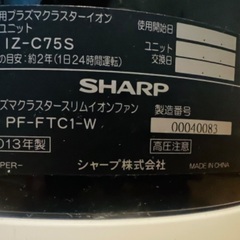 用プラズマクラスターイオン
ユニット
IZ-C75S
的:約2年(1日24時間運転)
使用開始日
ユニット
交換日
SHARP
ズマクラスタースリムイオンファン
PF-FTC1-W
製造番号
00040083
2013年製
高圧注意
シャープ株式会社
MADE IN CHINA